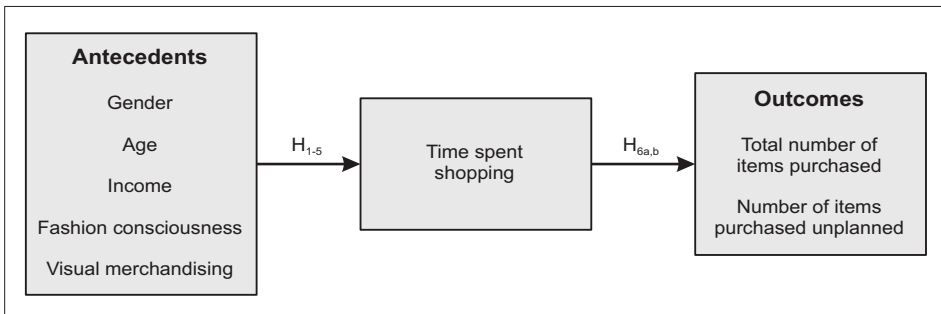 Antecedents
Gender
Age
Income
Fashion consciousness
Visual merchandising
H1-5
Time spent
shopping
H6a,b
Outcomes
Total number of
items purchased
Number of items
purchased unplanned